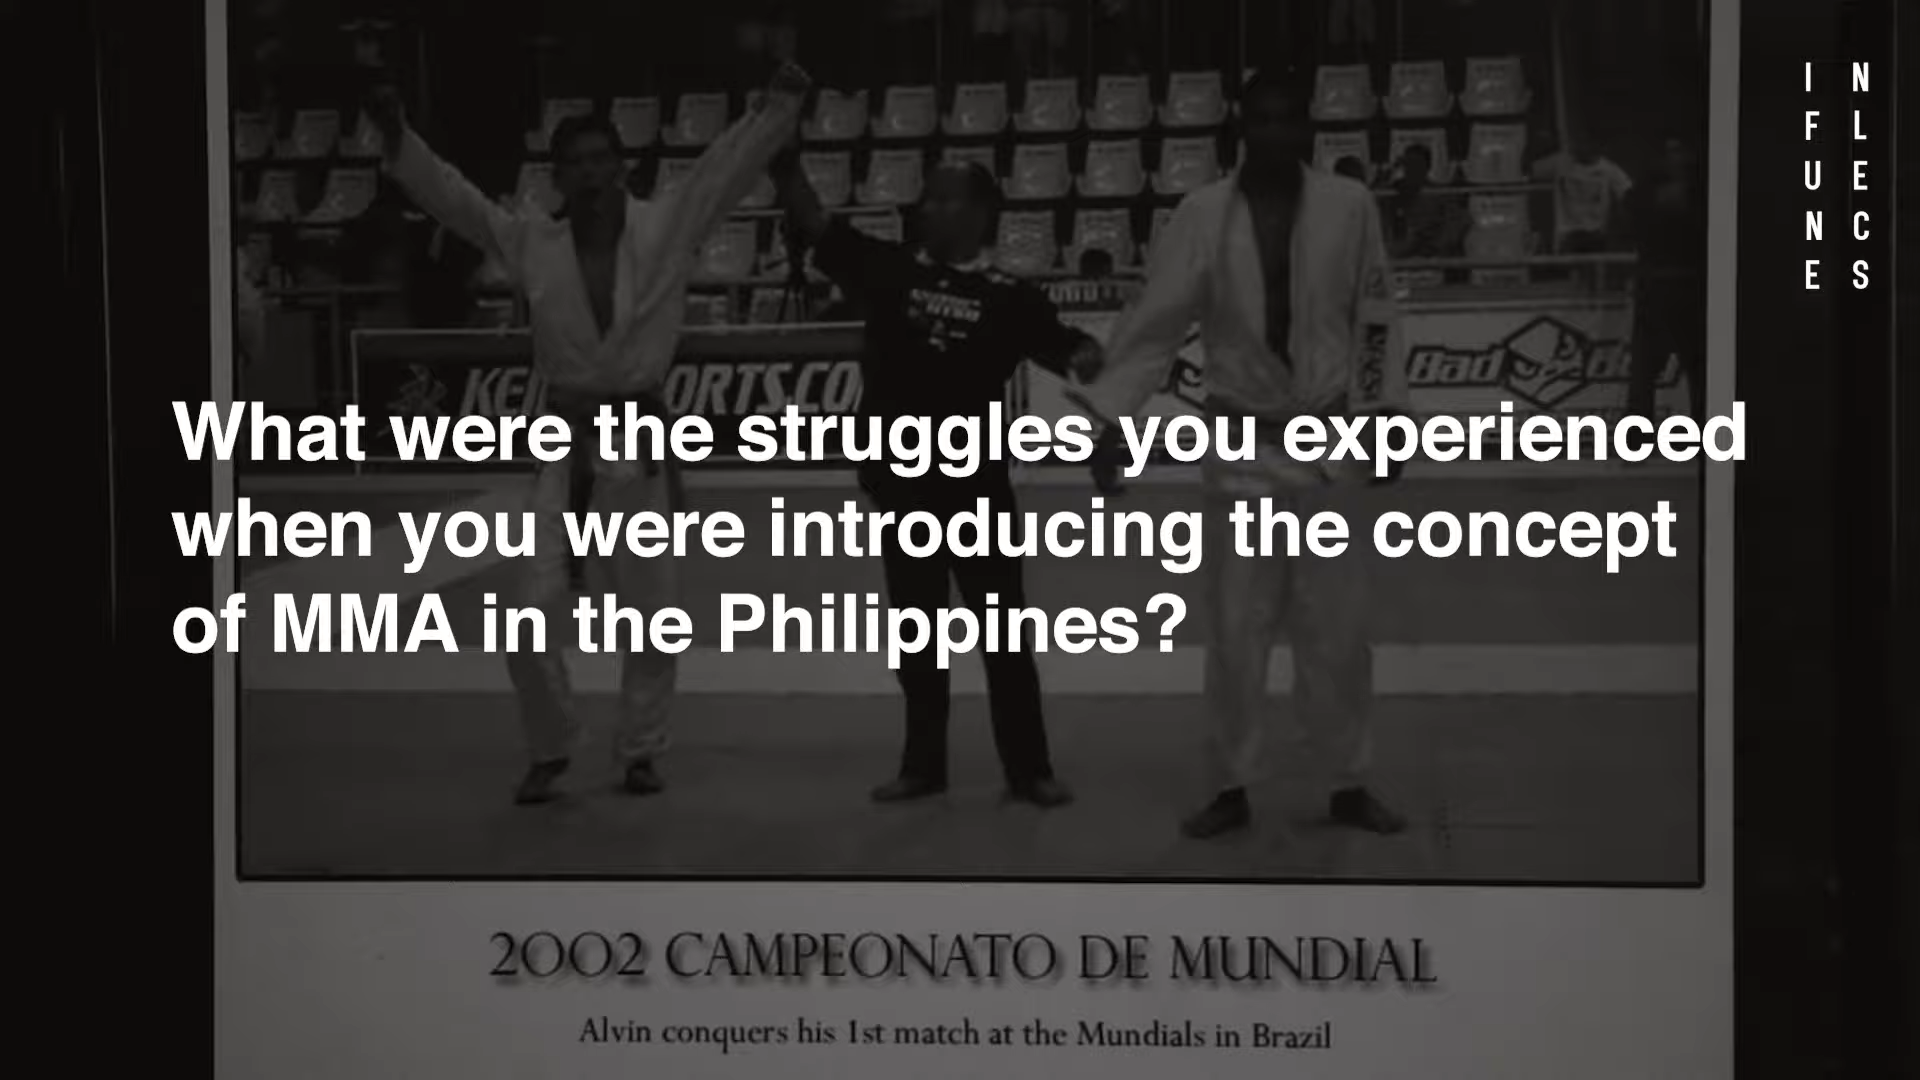 I N
F L
U E
N C
E S
Bad
What were the struggles you experienced
when you were introducing the concept
of MMA in the Philippines?
2002 CAMPEONATO DE MUNDIAL
Alvin conquers his 1st match at the Mundials in Brazil